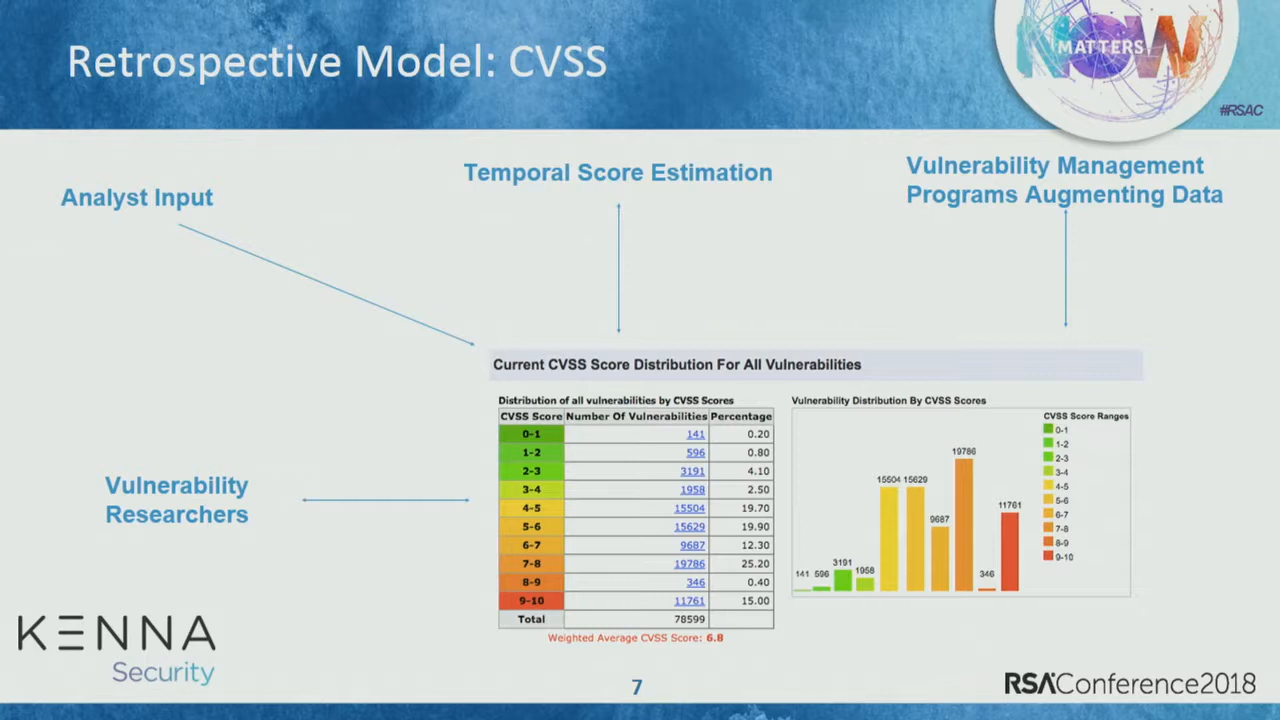 Retrospective Model: CVSS
NOW
MATTERS
#RSAC
Analyst Input
Temporal Score Estimation
Vulnerability Management
Programs Augmenting Data
Vulnerability
Researchers
Current CVSS Score Distribution For All Vulnerabilities
Distribution of all vulnerabilities by CVSS Scores
CVSS Score Number Of Vulnerabilities Percentage
0-1 141 0.20
1-2 596 0.80
2-3 3191 4.10
3-4 1958 2.50
4-5 15504 19.70
5-6 15629 19.90
6-7 9687 12.30
7-8 19786 25.20
8-9 346 0.40
9-10 11761 15.00
Total 78599
Weighted Average CVSS Score: 6.8
Vulnerability Distribution By CVSS Scores
141 596 3191 1958 15504 15629 9687 19786 346 11761
CVSS Score Ranges
0-1
1-2
2-3
3-4
4-5
5-6
6-7
7-8
8-9
9-10
KENNA
Security
7
RSAConference2018